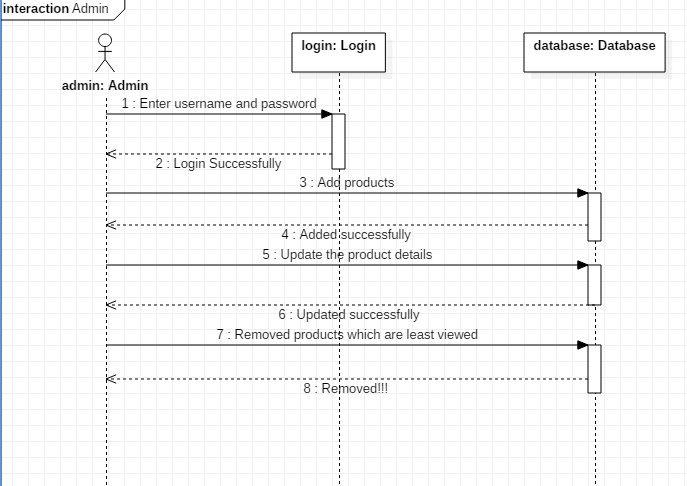 interaction Admin
login: Login
database: Database
admin: Admin
1 : Enter username and password
2 : Login Successfully
3 : Add products
4 : Added successfully
5 : Update the product details
6 : Updated successfully
7 : Removed products which are least viewed
8 : Removed!!!